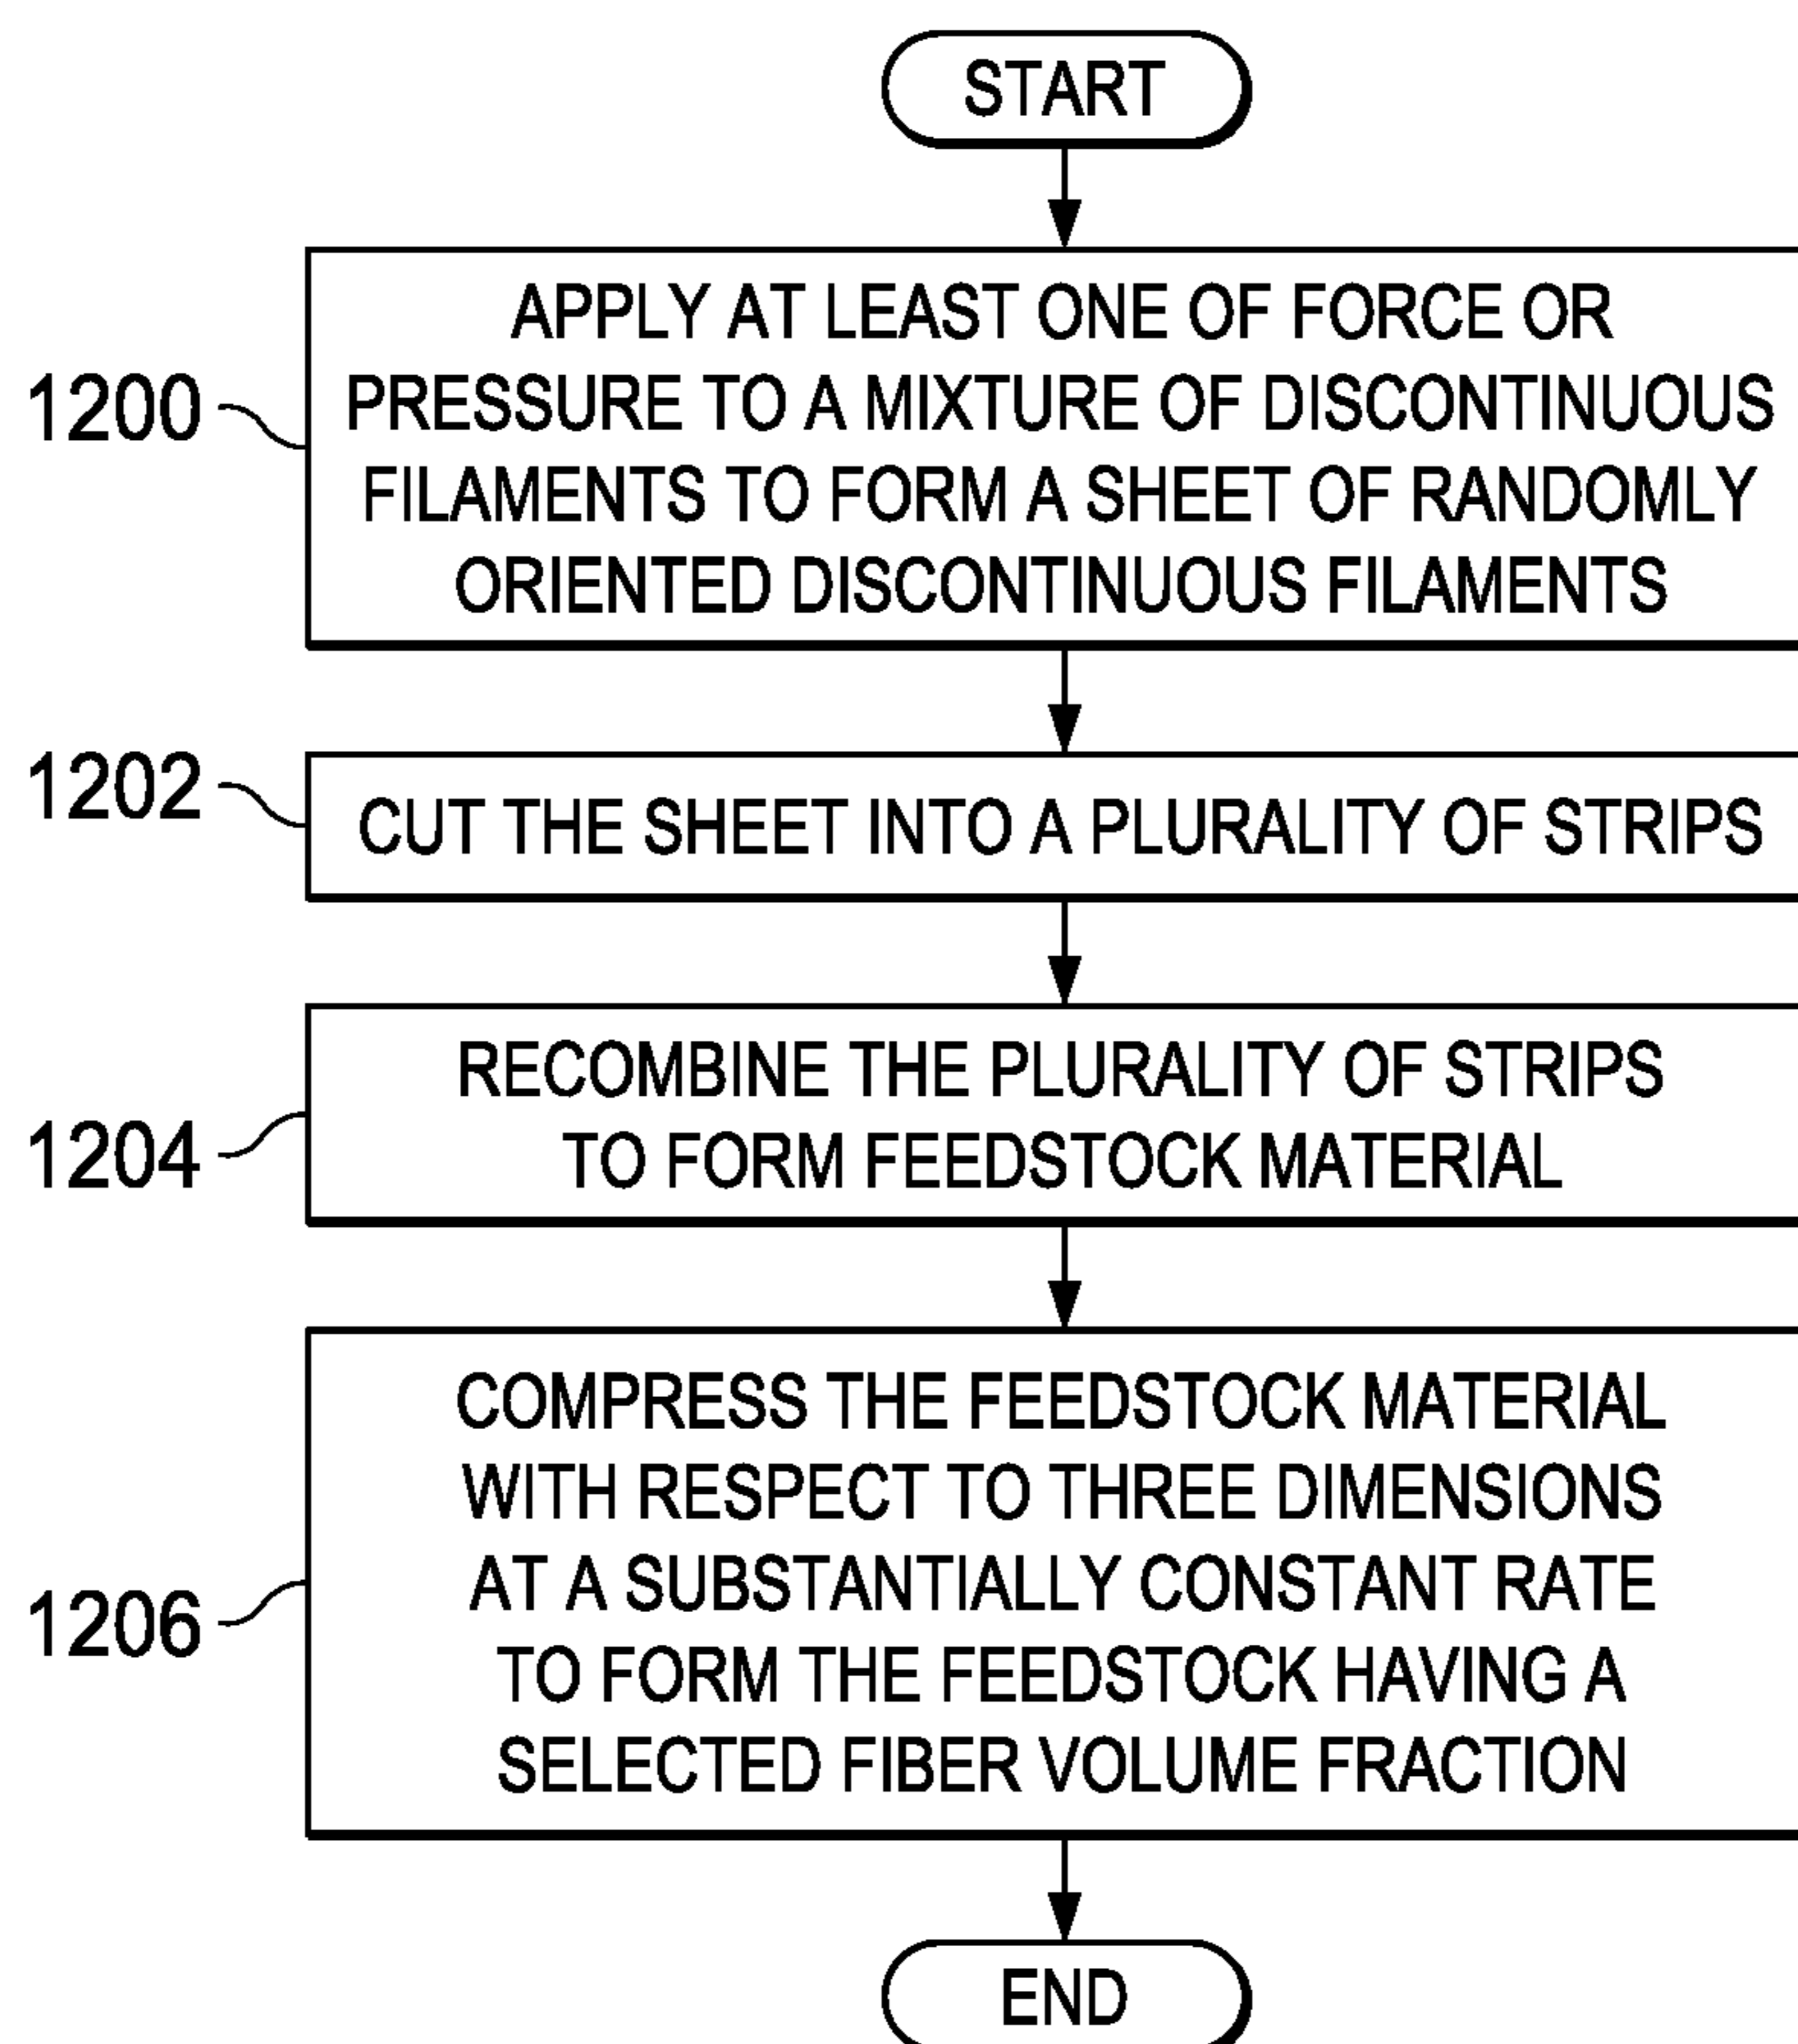 START
1200
APPLY AT LEAST ONE OF FORCE OR
PRESSURE TO A MIXTURE OF DISCONTINUOUS
FILAMENTS TO FORM A SHEET OF RANDOMLY
ORIENTED DISCONTINUOUS FILAMENTS
1202
CUT THE SHEET INTO A PLURALITY OF STRIPS
1204
RECOMBINE THE PLURALITY OF STRIPS
TO FORM FEEDSTOCK MATERIAL
1206
COMPRESS THE FEEDSTOCK MATERIAL
WITH RESPECT TO THREE DIMENSIONS
AT A SUBSTANTIALLY CONSTANT RATE
TO FORM THE FEEDSTOCK HAVING A
SELECTED FIBER VOLUME FRACTION
END